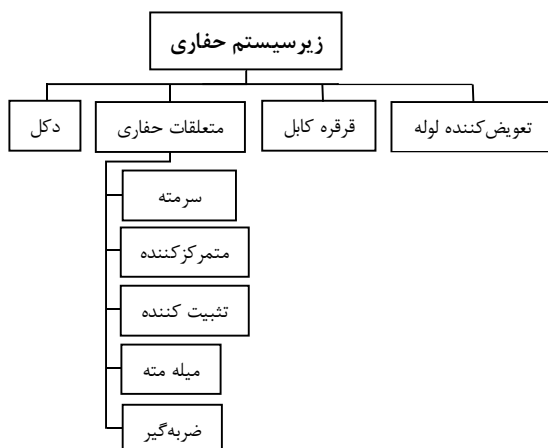 زیرسیستم حفاری
تعویض‌کننده لوله
قرقره کابل
متعلقات حفاری
دکل
سرمته
متمرکزکننده
تثبیت کننده
میله مته
ضربه‌گیر